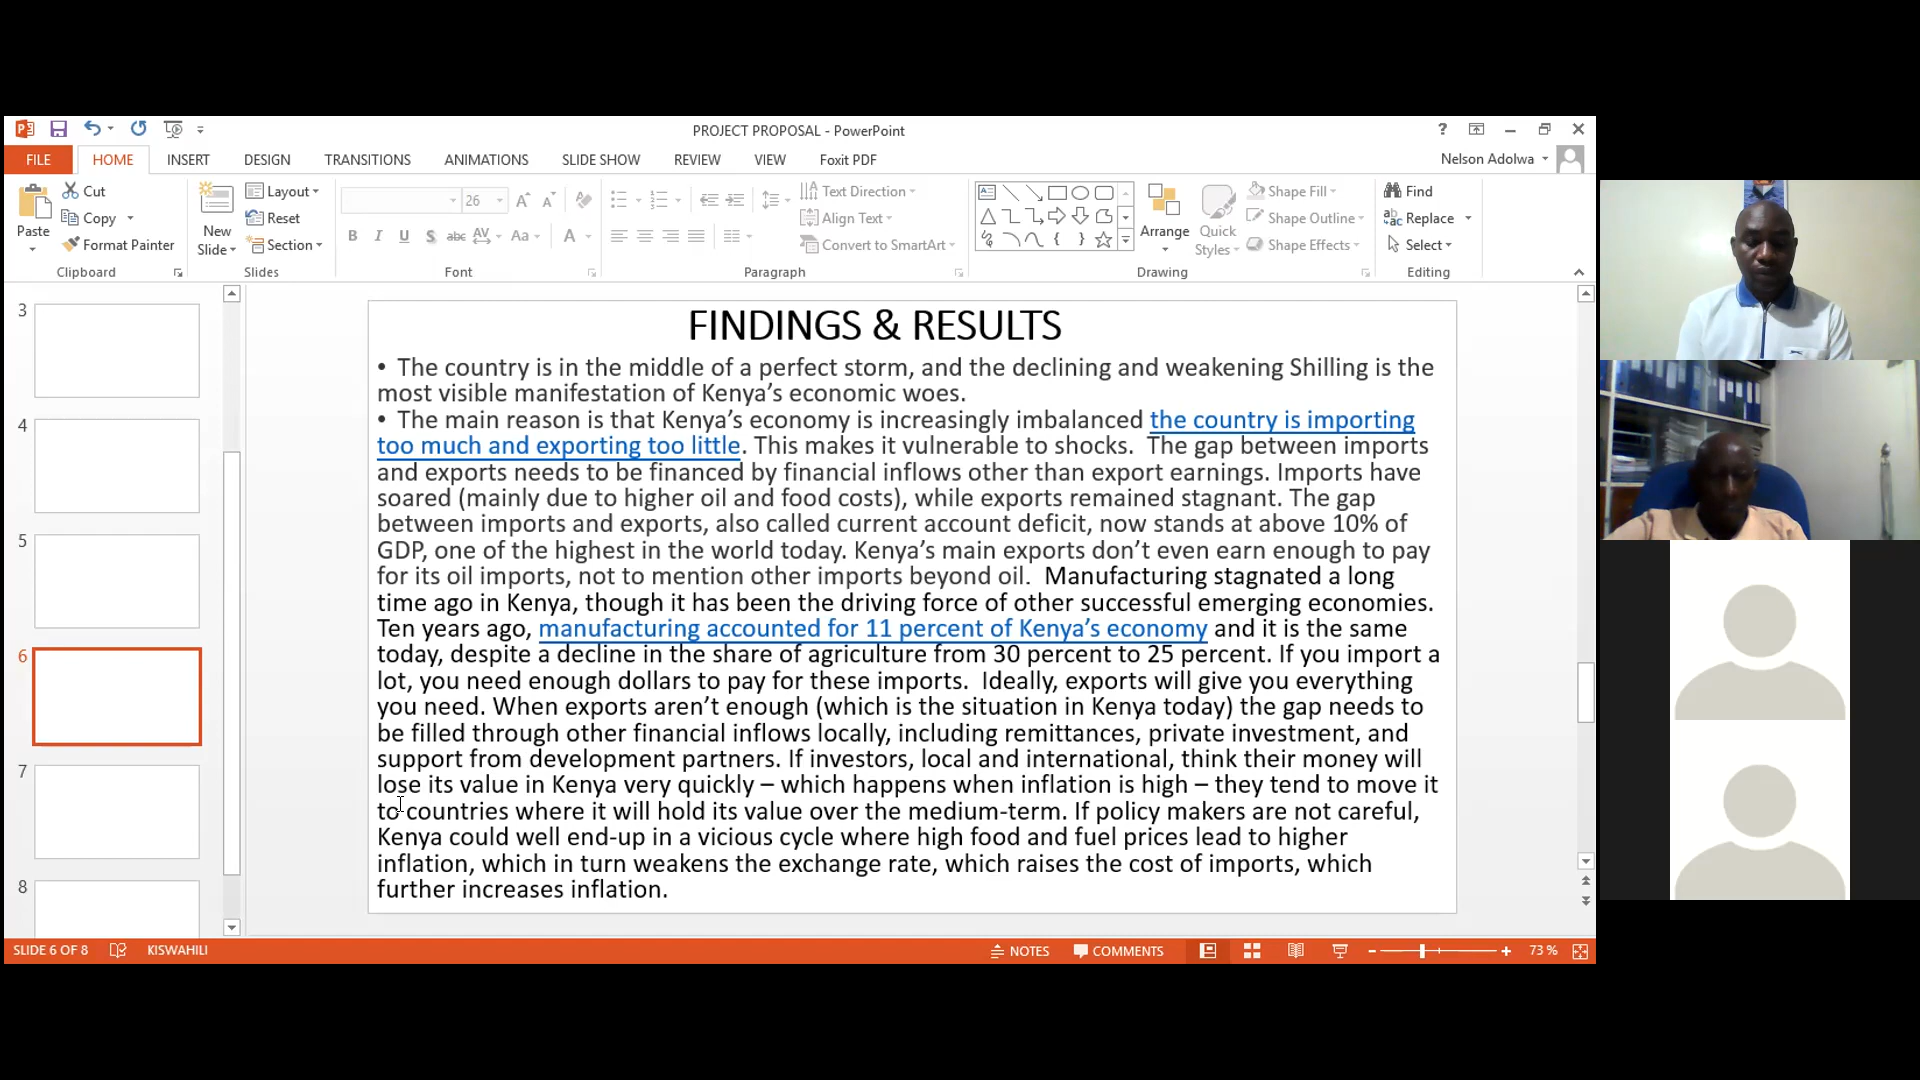 PROJECT PROPOSAL - PowerPoint
?
FILE
HOME
INSERT
DESIGN
TRANSITIONS
ANIMATIONS
SLIDE SHOW
REVIEW
VIEW
Foxit PDF
Nelson Adolwa
Paste
Cut
Copy
Format Painter
Clipboard
New
Slide
Layout
Reset
Section
Slides
26
B I U S abc AV Aa A
Font
Text Direction
Align Text
Convert to SmartArt
Paragraph
Arrange
Quick
Styles
Shape Fill
Shape Outline
Shape Effects
Drawing
Find
Replace
Select
Editing
3
4
5
6
7
8
FINDINGS & RESULTS
• The country is in the middle of a perfect storm, and the declining and weakening Shilling is the
most visible manifestation of Kenya’s economic woes.
• The main reason is that Kenya’s economy is increasingly imbalanced the country is importing
too much and exporting too little. This makes it vulnerable to shocks. The gap between imports
and exports needs to be financed by financial inflows other than export earnings. Imports have
soared (mainly due to higher oil and food costs), while exports remained stagnant. The gap
between imports and exports, also called current account deficit, now stands at above 10% of
GDP, one of the highest in the world today. Kenya’s main exports don’t even earn enough to pay
for its oil imports, not to mention other imports beyond oil. Manufacturing stagnated a long
time ago in Kenya, though it has been the driving force of other successful emerging economies.
Ten years ago, manufacturing accounted for 11 percent of Kenya’s economy and it is the same
today, despite a decline in the share of agriculture from 30 percent to 25 percent. If you import a
lot, you need enough dollars to pay for these imports. Ideally, exports will give you everything
you need. When exports aren’t enough (which is the situation in Kenya today) the gap needs to
be filled through other financial inflows locally, including remittances, private investment, and
support from development partners. If investors, local and international, think their money will
lose its value in Kenya very quickly – which happens when inflation is high – they tend to move it
to countries where it will hold its value over the medium-term. If policy makers are not careful,
Kenya could well end-up in a vicious cycle where high food and fuel prices lead to higher
inflation, which in turn weakens the exchange rate, which raises the cost of imports, which
further increases inflation.
SLIDE 6 OF 8
KISWAHILI
NOTES
COMMENTS
73 %